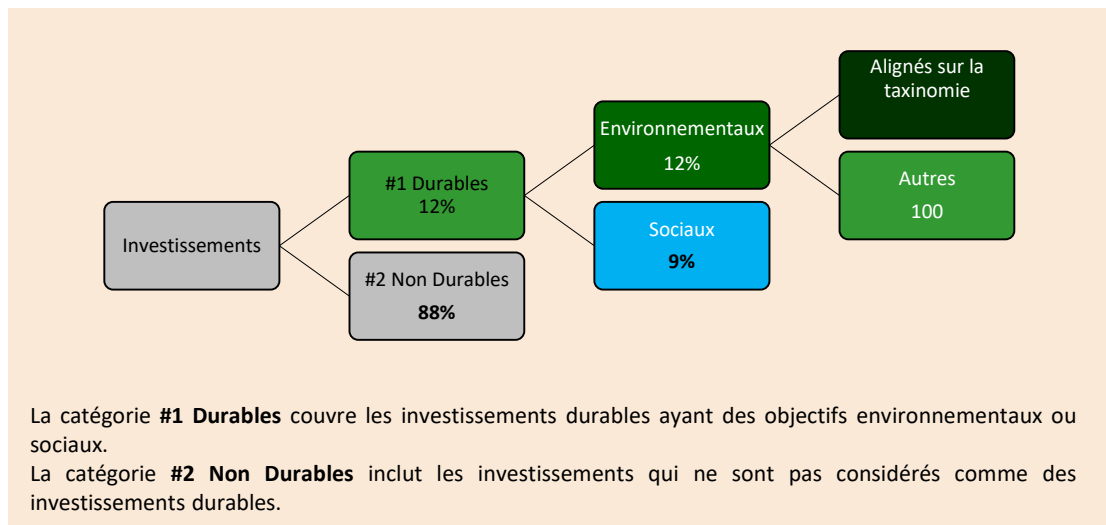 Investissements
#1 Durables
12%
#2 Non Durables
88%
Environnementaux
12%
Sociaux
9%
Alignés sur la
taxinomie
Autres
100
La catégorie #1 Durables couvre les investissements durables ayant des objectifs environnementaux ou
sociaux.
La catégorie #2 Non Durables inclut les investissements qui ne sont pas considérés comme des
investissements durables.